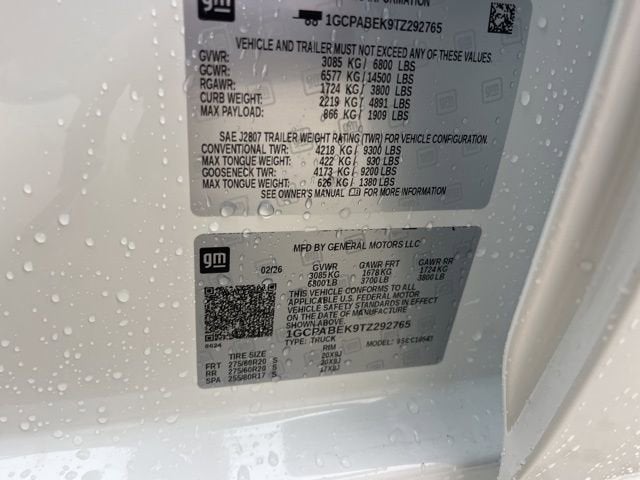 gm
INFORMATION
1GCPABEK9TZ292765
VEHICLE AND TRAILER MUST NOT EXCEED ANY OF THESE WEIGHTS
GVWR: 3085 KG/ 6800 LBS
GCWR: 6577 KG/ 14500 LBS
RGAWR: 1724 KG/ 3800 LBS
CURB WEIGHT: 2219 KG/ 4891 LBS
MAX PAYLOAD: 866 KG/ 1909 LBS
SAE J2807 TRAILER WEIGHT RATING (TWR) FOR VEHICLE CONFIGURATION.
CONVENTIONAL TWR: 4218 KG/ 9300 LBS
MAX TONGUE WEIGHT: 422 KG/ 930 LBS
GOOSENECK TWR: 4173 KG/ 9200 LBS
MAX TONGUE WEIGHT: 626 KG/ 1380 LBS
SEE OWNER'S MANUAL FOR MORE INFORMATION
gm
MFD BY GENERAL MOTORS LLC
02/26 GVWR GAWR FRT GAWR RR
3085KG 1678KG 1724KG
6800LB 3700LB 3800LB
THIS VEHICLE CONFORMS TO ALL
APPLICABLE U.S. FEDERAL MOTOR
VEHICLE SAFETY STANDARDS IN EFFECT
ON THE DATE OF MANUFACTURE
SHOWN ABOVE.
1GCPABEK9TZ292765
TYPE: TRUCK MODEL:
TIRE SIZE RIM
FRT 275/60R20 S 20X9J
RR 275/60R20 S 20X9J
SPA 255/80R17 S 17X8J